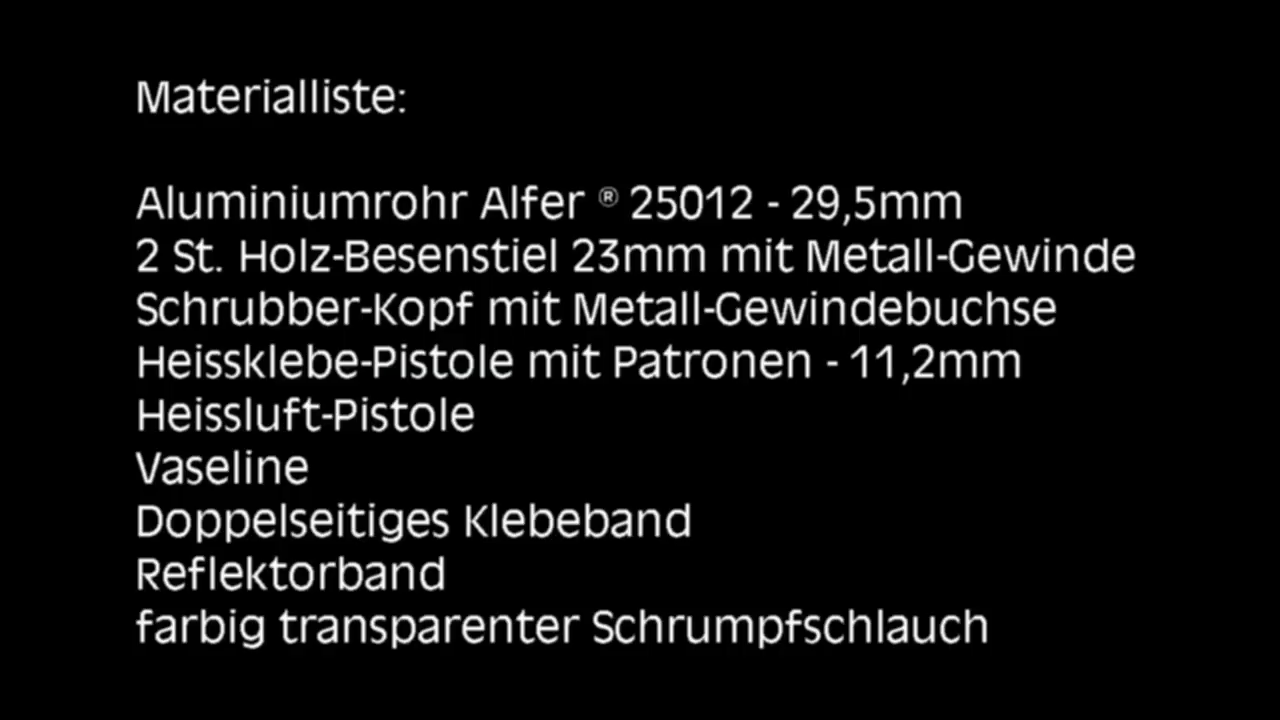 Materialliste:
Aluminiumrohr Alfer ® 25012 - 29,5mm
2 St. Holz-Besenstiel 23mm mit Metall-Gewinde
Schrubber-Kopf mit Metall-Gewindebuchse
Heissklebe-Pistole mit Patronen - 11,2mm
Heissluft-Pistole
Vaseline
Doppelseitiges Klebeband
Reflektorband
farbig transparenter Schrumpfschlauch